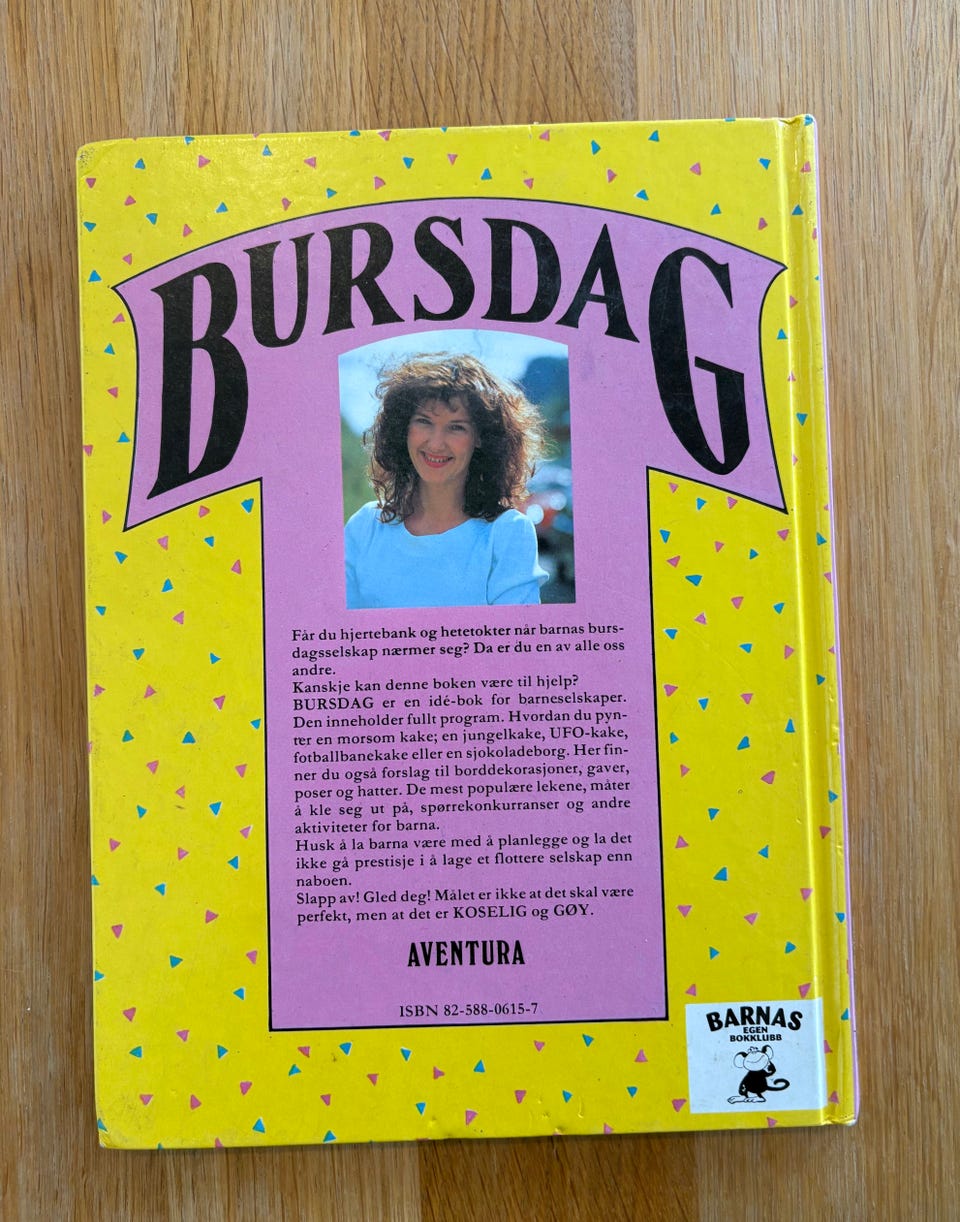 BURSDAG
Får du hjertebank og hetetokter når barnas burs-
dagsselskap nærmer seg? Da er du en av alle oss
andre.
Kanskje kan denne boken være til hjelp?
BURSDAG er en idé-bok for barneselskaper.
Den inneholder fullt program. Hvordan du pyn-
ter en morsom kake; en jungelkake, UFO-kake,
fotballbanekake eller en sjokoladeborg. Her fin-
ner du også forslag til borddekorasjoner, gaver,
poser og hatter. De mest populære lekene, måter
å kle seg ut på, spørrekonkurranser og andre
aktiviteter for barna.
Husk å la barna være med å planlegge og la det
ikke gå prestisje i å lage et flottere selskap enn
naboen.
Slapp av! Gled deg! Målet er ikke at det skal være
perfekt, men at det er KOSELIG og GØY.
AVENTURA
ISBN 82-588-0615-7
BARNAS
EGEN
BOKKLUBB